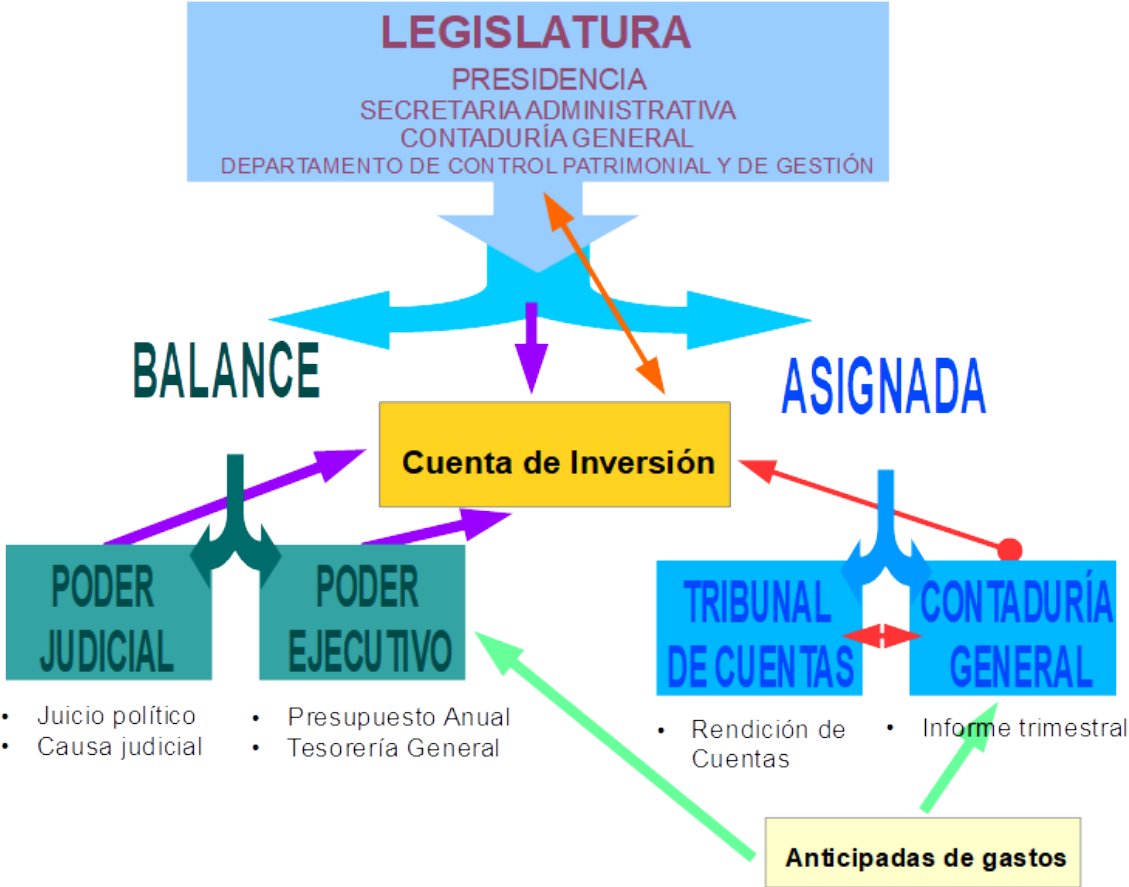 LEGISLATURA
PRESIDENCIA
SECRETARIA ADMINISTRATIVA
CONTADURÍA GENERAL
DEPARTAMENTO DE CONTROL PATRIMONIAL Y DE GESTIÓN
BALANCE
ASIGNADA
Cuenta de Inversión
PODER
JUDICIAL
PODER
EJECUTIVO
TRIBUNAL
DE CUENTAS
CONTADURÍA
GENERAL
• Juicio político
• Causa judicial
• Presupuesto Anual
• Tesorería General
• Rendición de
Cuentas
• Informe trimestral
Anticipadas de gastos